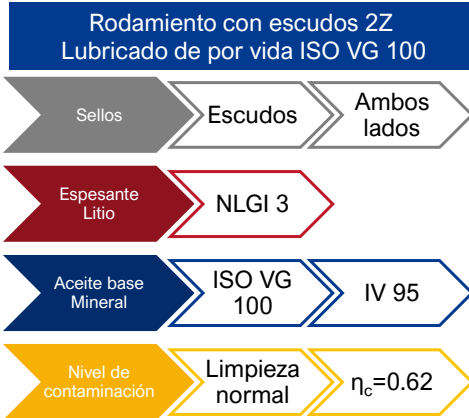 Rodamiento con escudos 2Z
Lubricado de por vida ISO VG 100
Sellos
Escudos
Ambos
lados
Espesante
Litio
NLGI 3
Aceite base
Mineral
ISO VG
100
IV 95
Nivel de
contaminación
Limpieza
normal
ηc=0.62